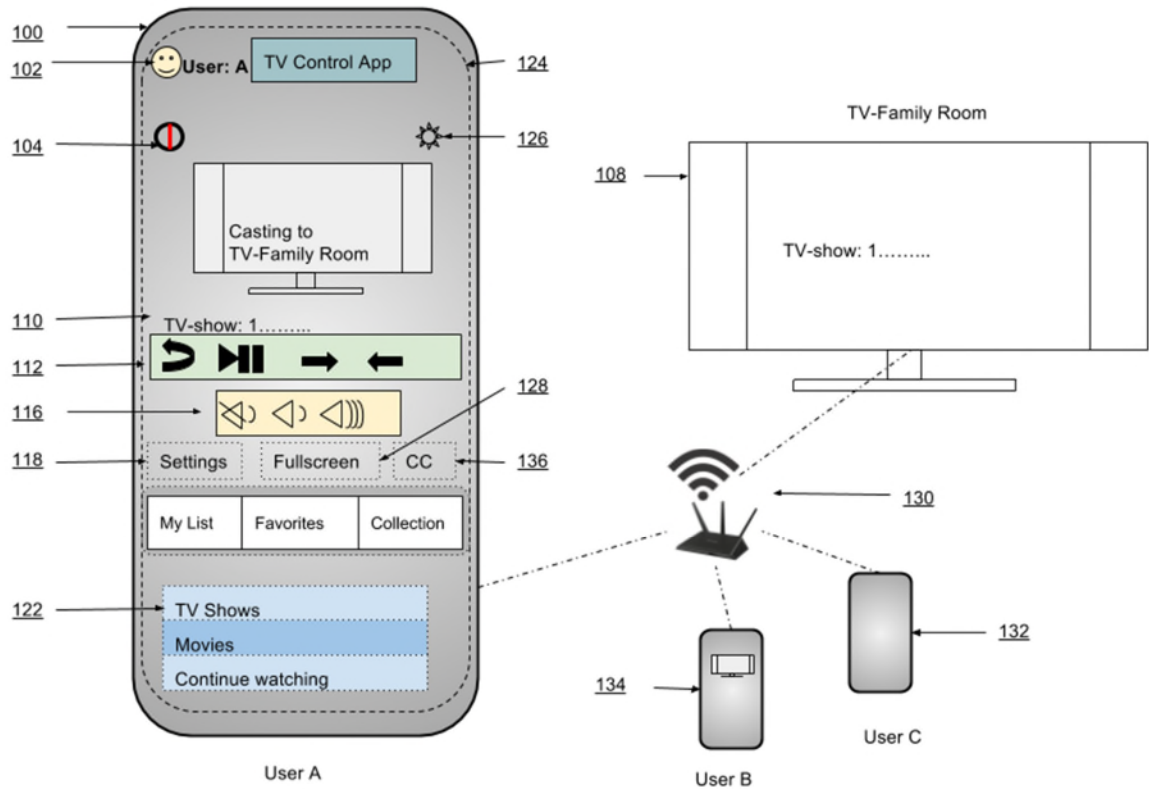 100
102
User: A
TV Control App
124
104
126
Casting to
TV-Family Room
110
TV-show: 1.........
112
116
128
118
Settings
Fullscreen
CC
136
My List
Favorites
Collection
122
TV Shows
Movies
Continue watching
User A
TV-Family Room
108
TV-show: 1.........
130
132
134
User C
User B